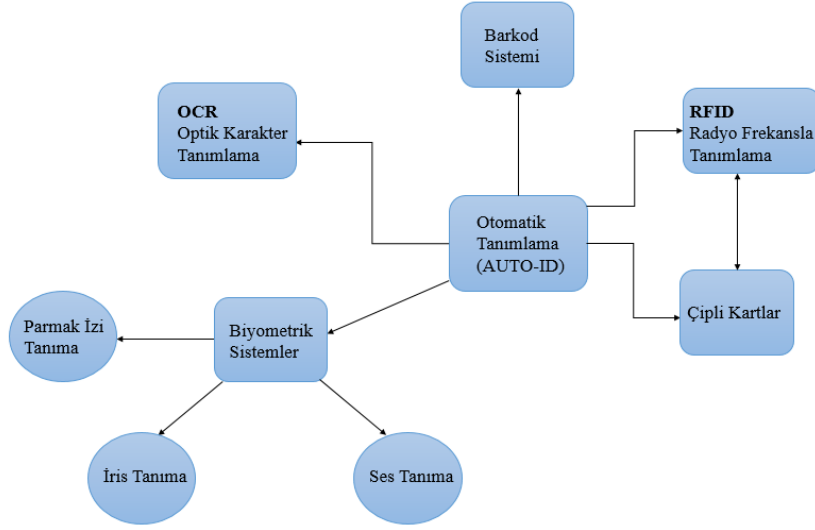 Barkod
Sistemi
OCR
Optik Karakter
Tanımlama
RFID
Radyo Frekansla
Tanımlama
Otomatik
Tanımlama
(AUTO-ID)
Çipli Kartlar
Biyometrik
Sistemler
Parmak İzi
Tanıma
İris Tanıma
Ses Tanıma